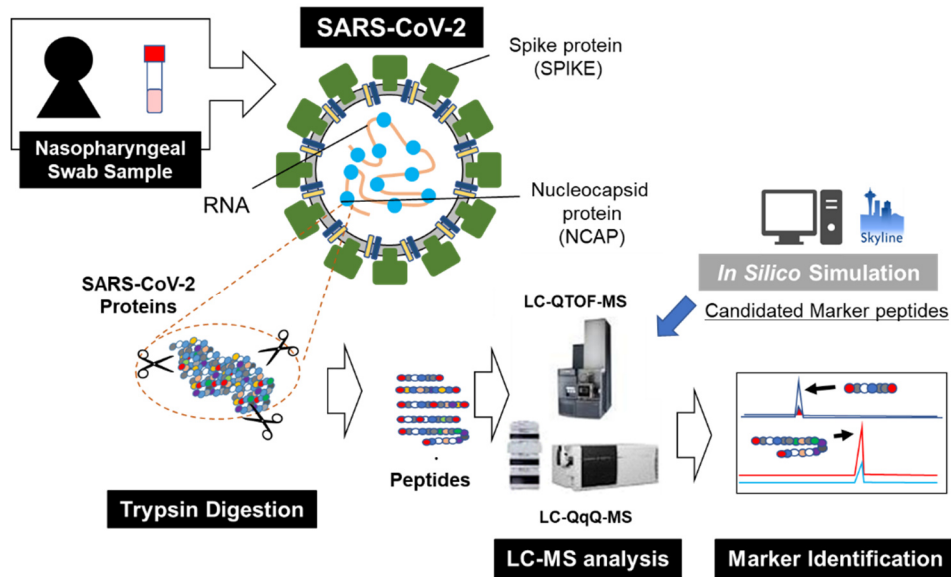 SARS-CoV-2
Spike protein
(SPIKE)
Nasopharyngeal
Swab Sample
RNA
Nucleocapsid
protein
(NCAP)
Skyline
In Silico Simulation
Candidated Marker peptides
SARS-CoV-2
Proteins
LC-QTOF-MS
Peptides
LC-QqQ-MS
Trypsin Digestion
LC-MS analysis
Marker Identification